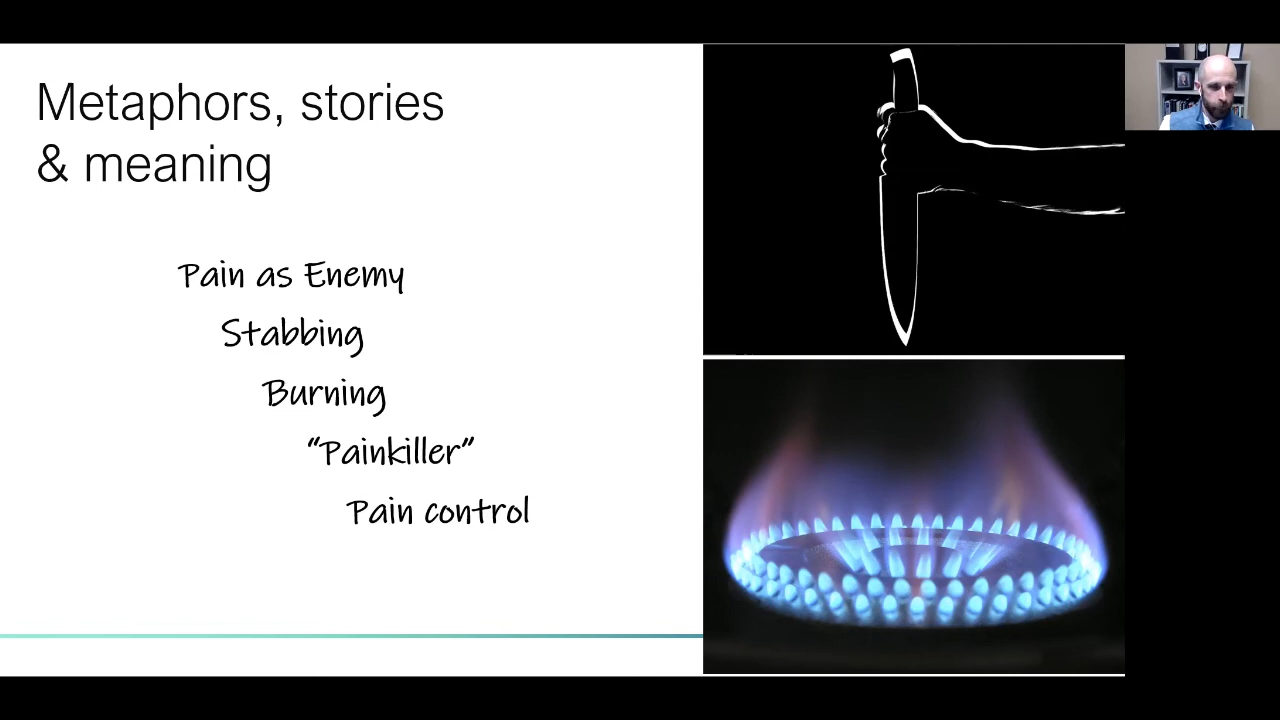 Metaphors, stories
& meaning
Pain as Enemy
Stabbing
Burning
“Painkiller”
Pain control